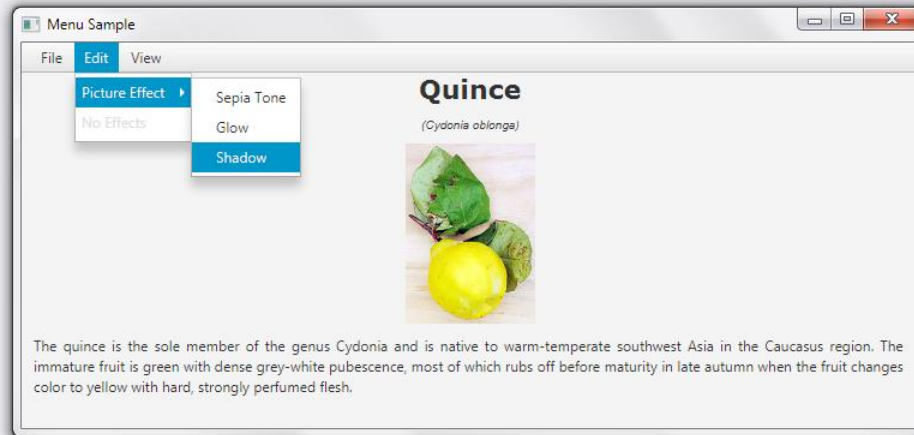 Menu Sample
File Edit View
Picture Effect
No Effects
Sepia Tone
Glow
Shadow
Quince
(Cydonia oblonga)
The quince is the sole member of the genus Cydonia and is native to warm-temperate southwest Asia in the Caucasus region. The
immature fruit is green with dense grey-white pubescence, most of which rubs off before maturity in late autumn when the fruit changes
color to yellow with hard, strongly perfumed flesh.